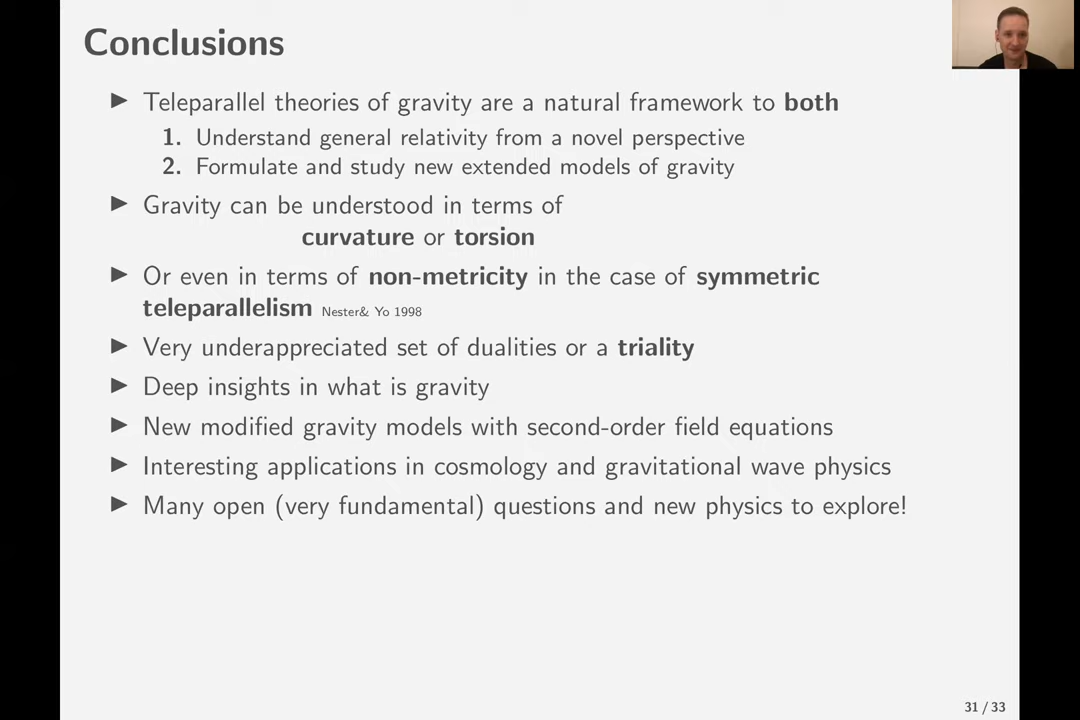 Conclusions
▶ Teleparallel theories of gravity are a natural framework to both
1. Understand general relativity from a novel perspective
2. Formulate and study new extended models of gravity
▶ Gravity can be understood in terms of
curvature or torsion
▶ Or even in terms of non-metricity in the case of symmetric
teleparallelism Nester& Yo 1998
▶ Very underappreciated set of dualities or a triality
▶ Deep insights in what is gravity
▶ New modified gravity models with second-order field equations
▶ Interesting applications in cosmology and gravitational wave physics
▶ Many open (very fundamental) questions and new physics to explore!
31 / 33